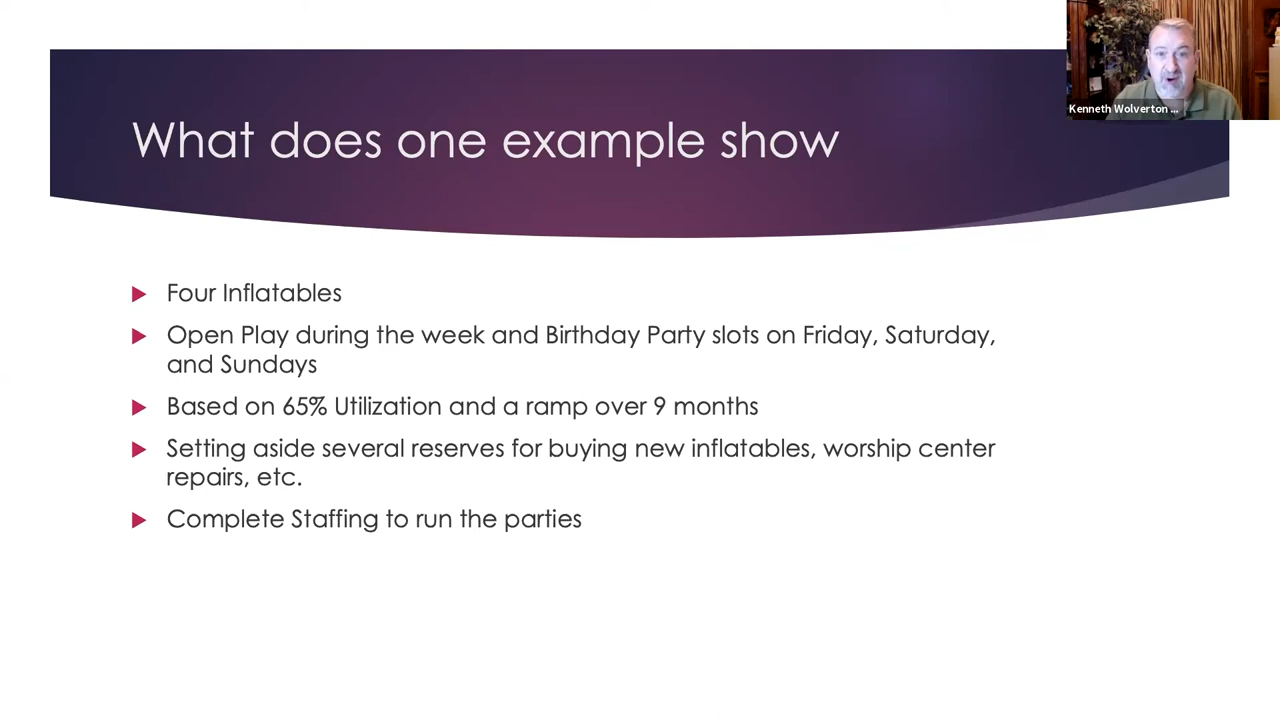 Kenneth Wolverton ...
What does one example show
Four Inflatables
Open Play during the week and Birthday Party slots on Friday, Saturday,
and Sundays
Based on 65% Utilization and a ramp over 9 months
Setting aside several reserves for buying new inflatables, worship center
repairs, etc.
Complete Staffing to run the parties